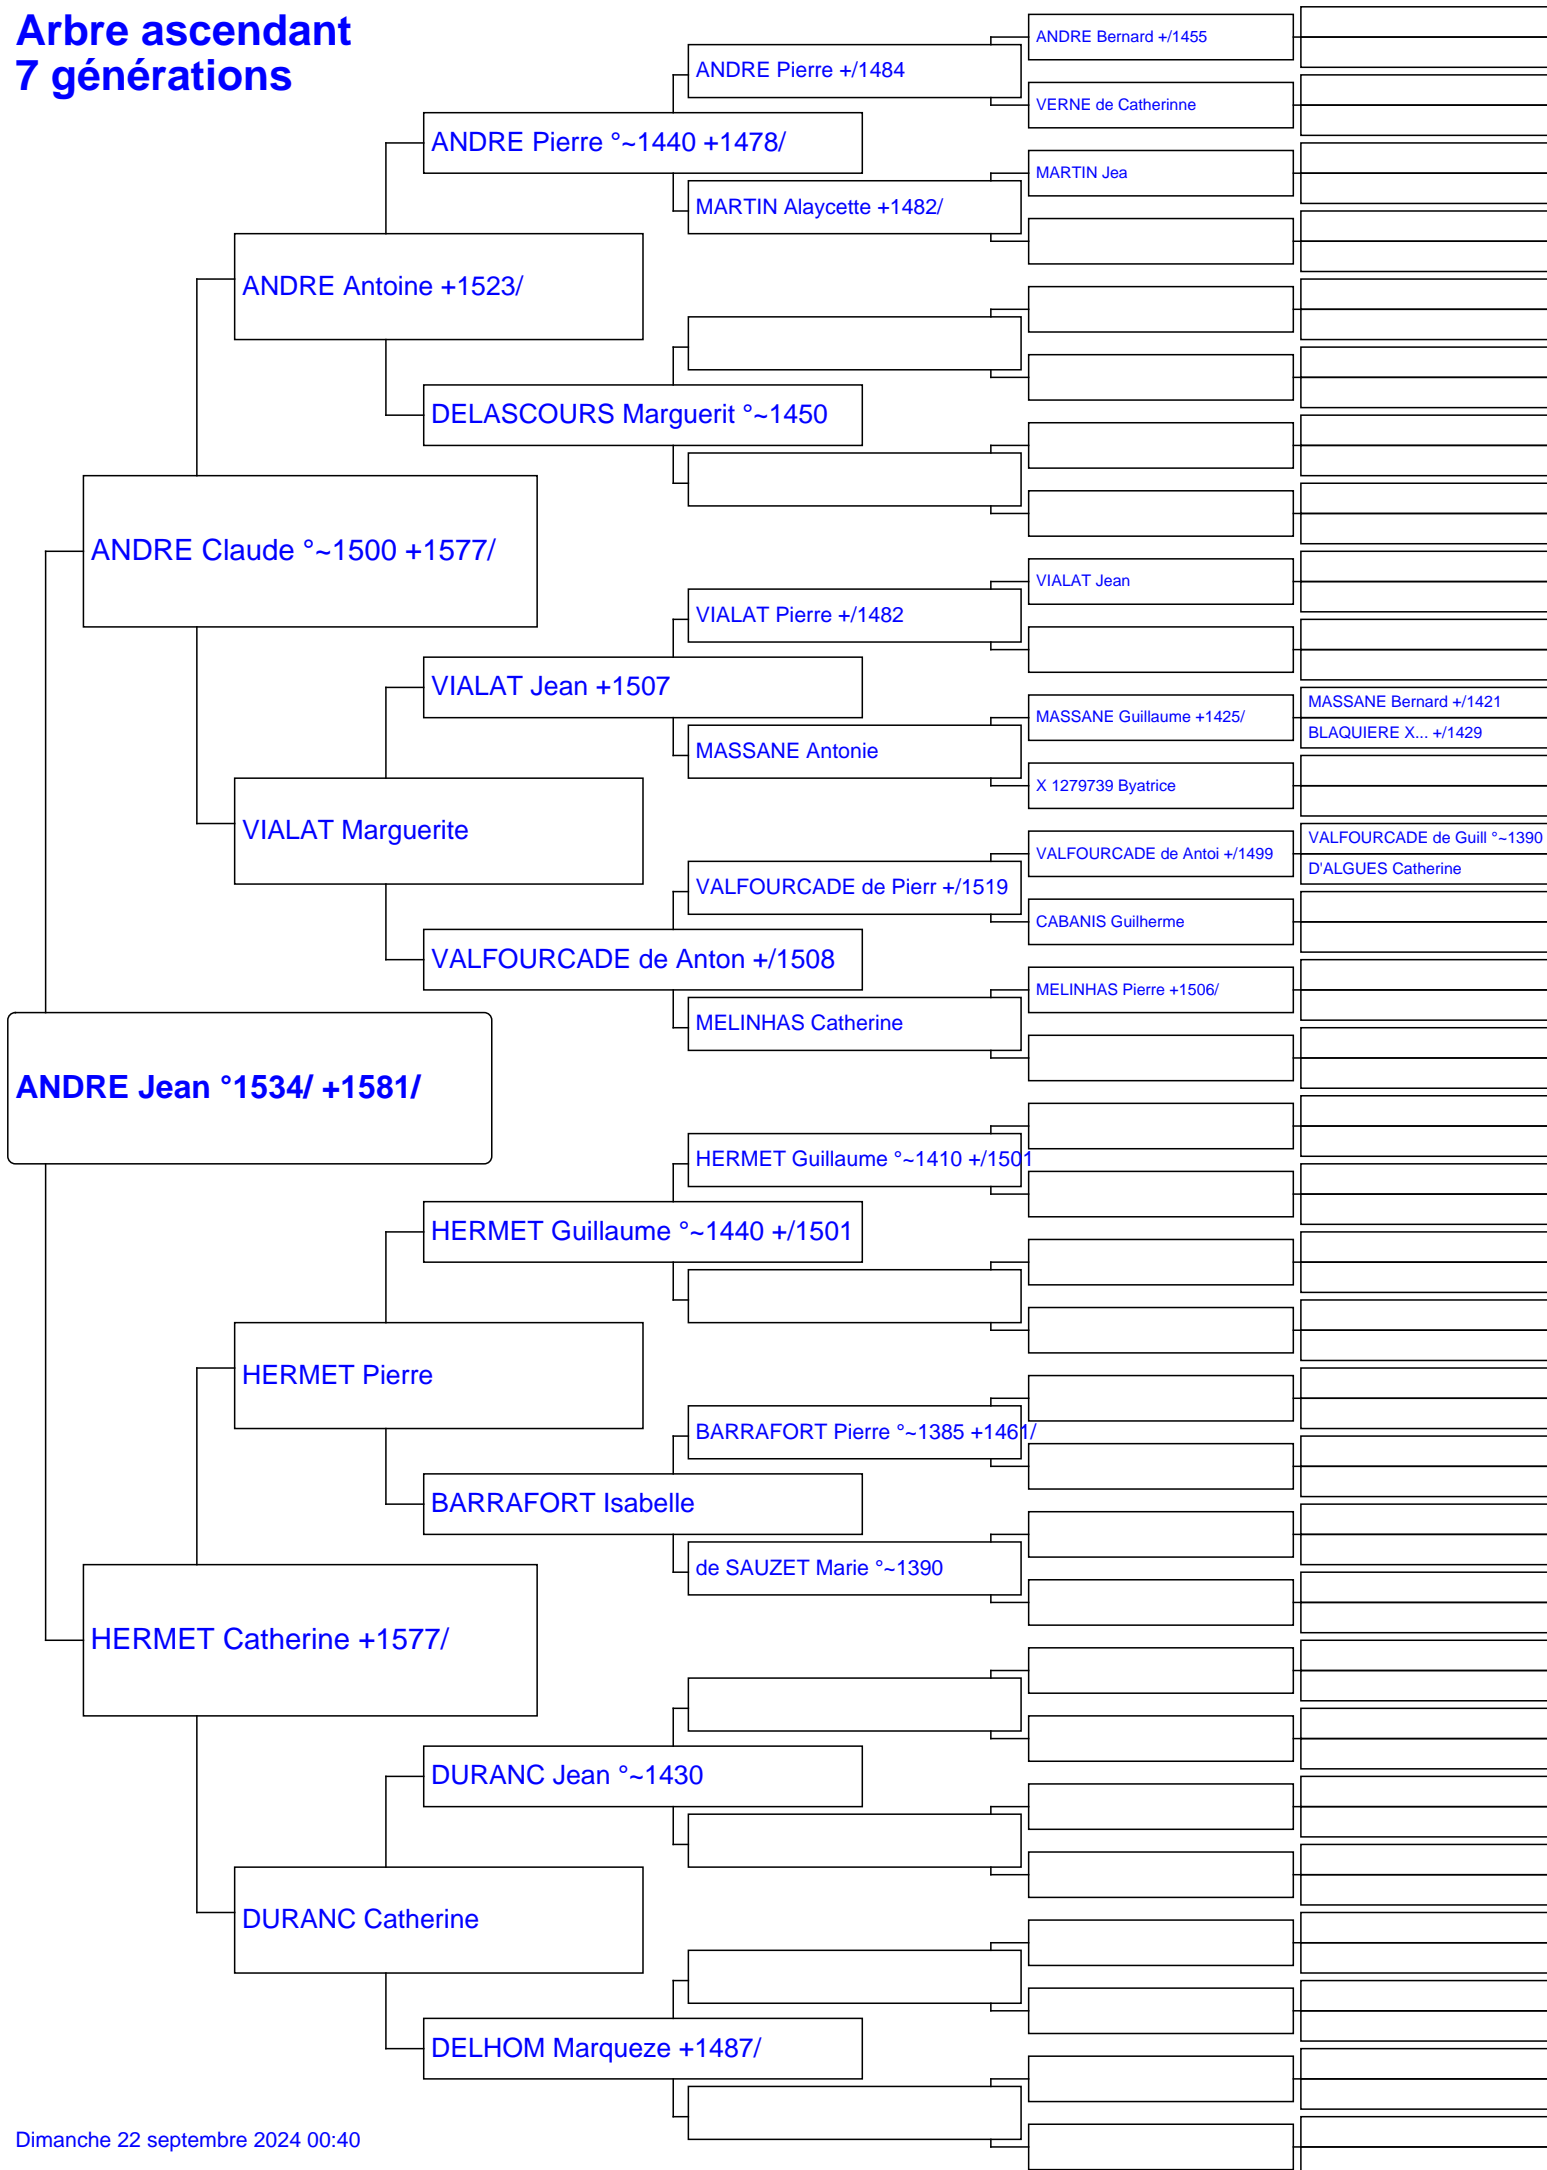 Arbre ascendant
7 générations
ANDRE Jean °1534/ +1581/
ANDRE Claude °~1500 +1577/
HERMET Catherine +1577/
ANDRE Antoine +1523/
VIALAT Marguerite
HERMET Pierre
DURANC Catherine
ANDRE Pierre °~1440 +1478/
DELASCOURS Marguerit °~1450
VIALAT Jean +1507
VALFOURCADE de Anton +/1508
HERMET Guillaume °~1440 +/1501
BARRAFORT Isabelle
DURANC Jean °~1430
DELHOM Marqueze +1487/
ANDRE Pierre +/1484
MARTIN Alaycette +1482/
VIALAT Pierre +/1482
MASSANE Antonie
VALFOURCADE de Pierr +/1519
MELINHAS Catherine
HERMET Guillaume °~1410 +/1501
BARRAFORT Pierre °~1385 +1461/
de SAUZET Marie °~1390
ANDRE Bernard +/1455
VERNE de Catherinne
MARTIN Jea
VIALAT Jean
MASSANE Guillaume +1425/
X 1279739 Byatrice
VALFOURCADE de Antoi +/1499
CABANIS Guilherme
MELINHAS Pierre +1506/
MASSANE Bernard +/1421
BLAQUIERE X... +/1429
VALFOURCADE de Guill °~1390
D'ALGUES Catherine
Dimanche 22 septembre 2024 00:40